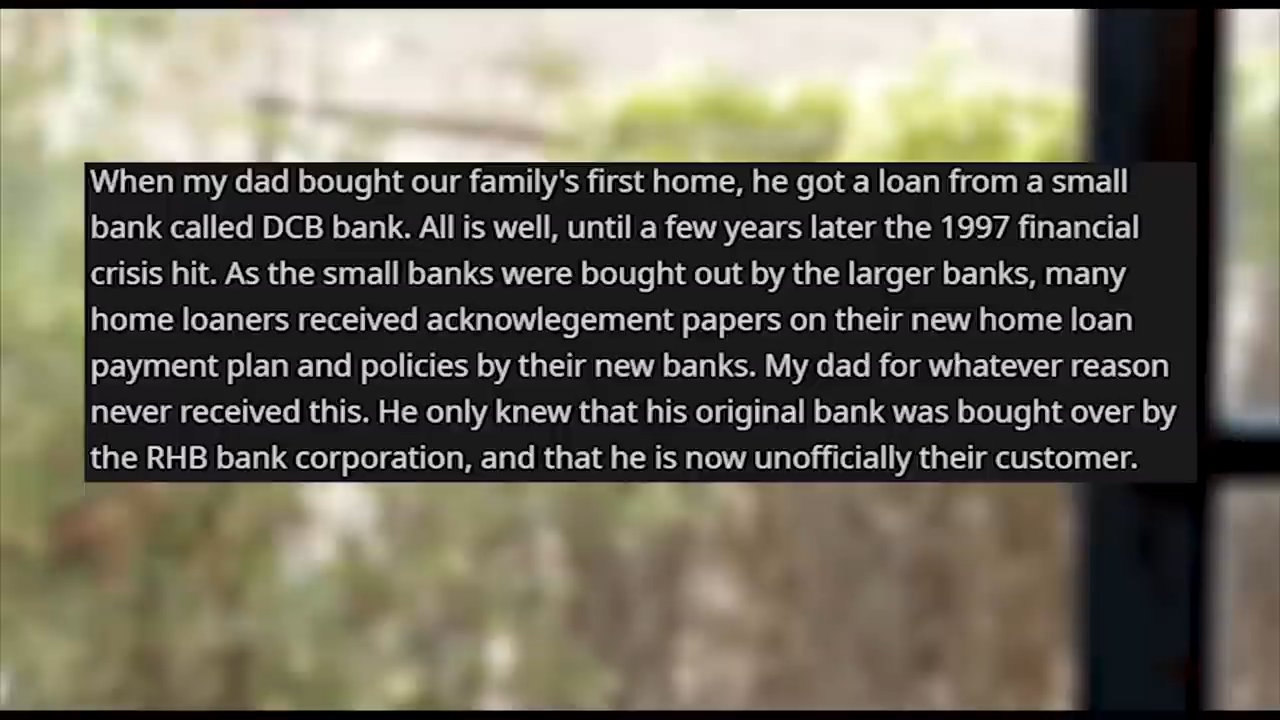 When my dad bought our family's first home, he got a loan from a small
bank called DCB bank. All is well, until a few years later the 1997 financial
crisis hit. As the small banks were bought out by the larger banks, many
home loaners received acknowlegement papers on their new home loan
payment plan and policies by their new banks. My dad for whatever reason
never received this. He only knew that his original bank was bought over by
the RHB bank corporation, and that he is now unofficially their customer.